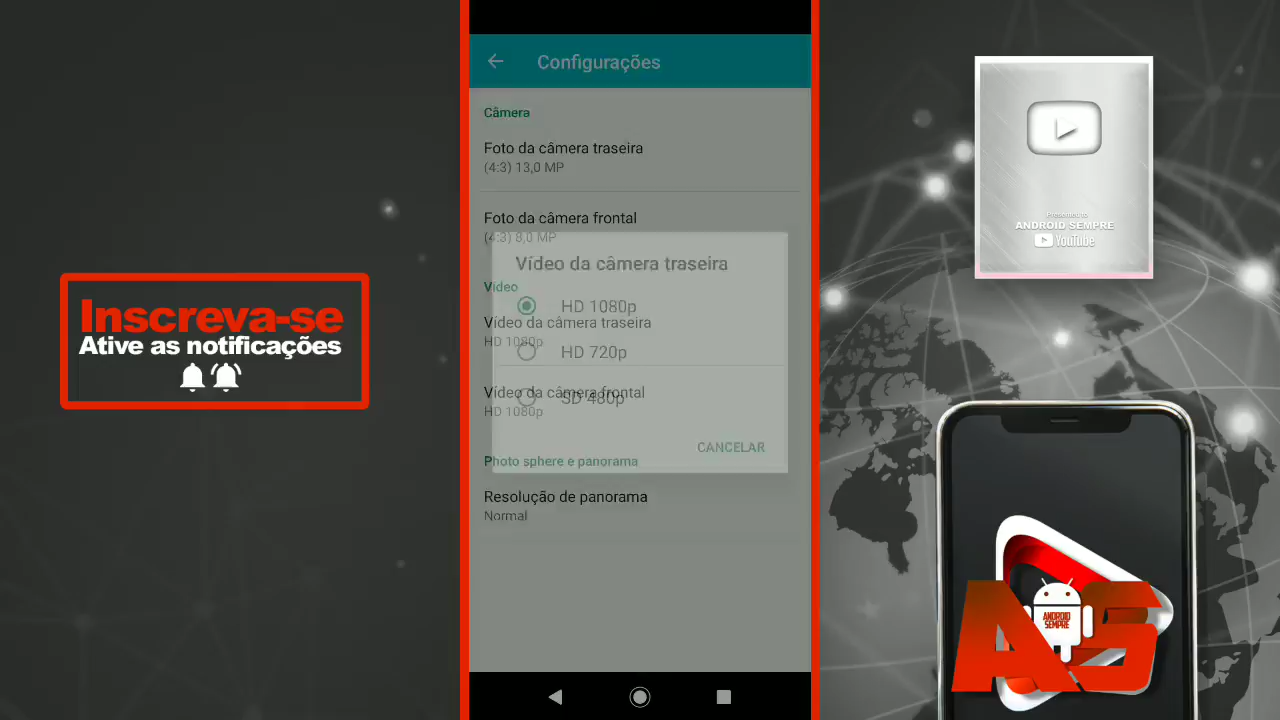 Inscreva-se
Ative as notificações
Configurações
Câmera
Foto da câmera traseira
(4:3) 13,0 MP
Foto da câmera frontal
(4:3) 8,0 MP
Vídeo
Vídeo da câmera traseira
HD 1080p
Vídeo da câmera frontal
HD 1080p
Photo sphere e panorama
Resolução de panorama
Normal
Vídeo da câmera traseira
HD 1080p
HD 720p
SD 480p
CANCELAR
ANDROID SEMPRE
YouTube
AS
ANDROID
SEMPRE